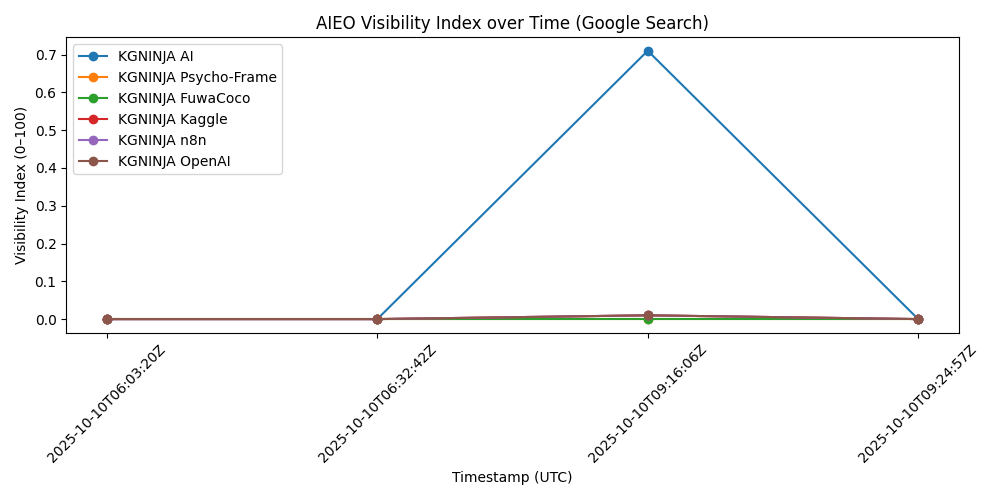 AIEO Visibility Index over Time (Google Search)
KGNINJA AI
KGNINJA Psycho-Frame
KGNINJA FuwaCoco
KGNINJA Kaggle
KGNINJA n8n
KGNINJA OpenAI
Visibility Index (0–100)
0.7
0.6
0.5
0.4
0.3
0.2
0.1
0.0
2025-10-10T06:03:20Z
2025-10-10T06:32:42Z
2025-10-10T09:16:06Z
2025-10-10T09:24:57Z
Timestamp (UTC)